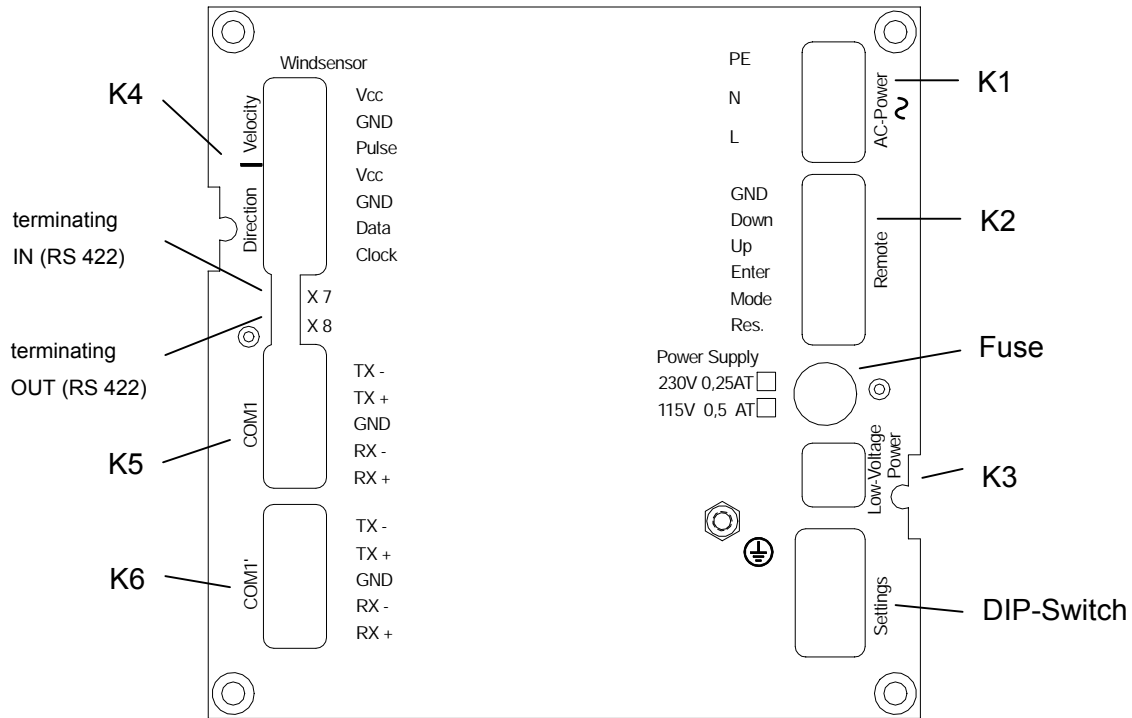 Windsensor
K4
Velocity
Direction
Vcc
GND
Pulse
Vcc
GND
Data
Clock
terminating
IN (RS 422)
X 7
X 8
terminating
OUT (RS 422)
K5
COM1
TX -
TX +
GND
RX -
RX +
K6
COM1'
TX -
TX +
GND
RX -
RX +
PE
N
L
AC-Power
~
K1
GND
Down
Up
Enter
Mode
Res.
Remote
K2
Power Supply
230V 0,25AT
115V 0,5 AT
Fuse
Low-Voltage
Power
K3
Settings
DIP-Switch